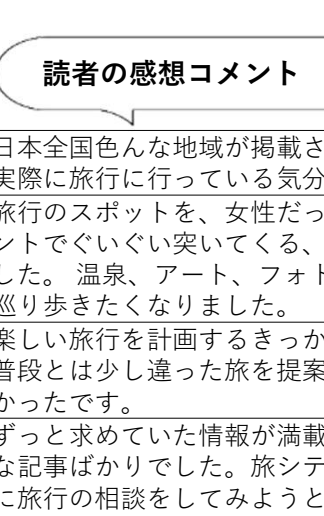 読者の感想コメント
日本全国色んな地域が掲載さ
実際に旅行に行っている気分
旅行のスポットを、女性だっ
ントでぐいぐい突いてくる、
した。 温泉、アート、フォト
巡り歩きたくなりました。
楽しい旅行を計画するきっか
普段とは少し違った旅を提案
かったです。
ずっと求めていた情報が満載
な記事ばかりでした。旅シテ
に旅行の相談をしてみようと